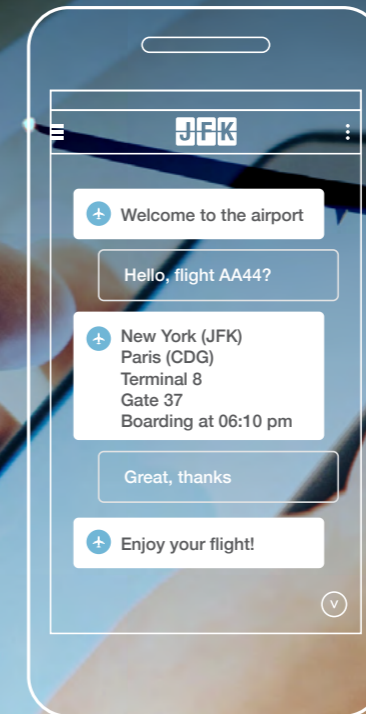 JFK
Welcome to the airport
Hello, flight AA44?
New York (JFK)
Paris (CDG)
Terminal 8
Gate 37
Boarding at 06:10 pm
Great, thanks
Enjoy your flight!